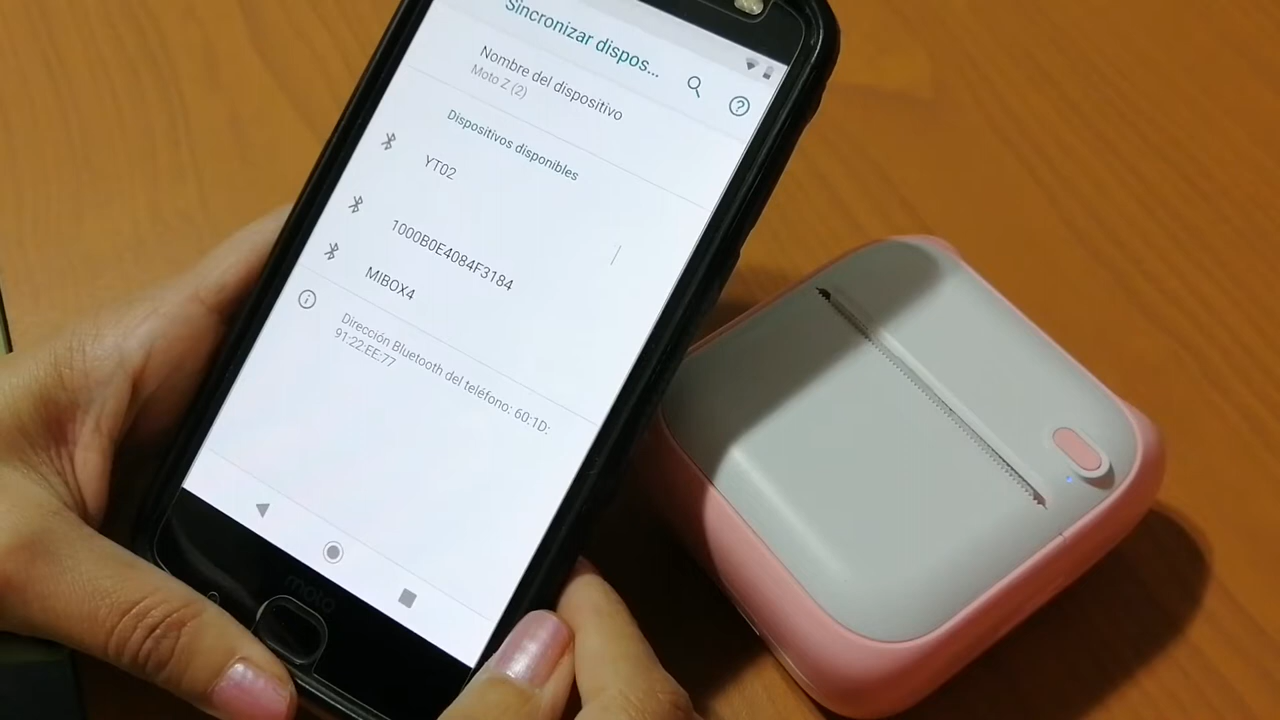 Sincronizar dispos...
Nombre del dispositivo
Moto Z (2)
Dispositivos disponibles
YT02
1000B0E4084F3184
MIBOX4
Dirección Bluetooth del teléfono: 60:1D:
91:22:EE:77
moto